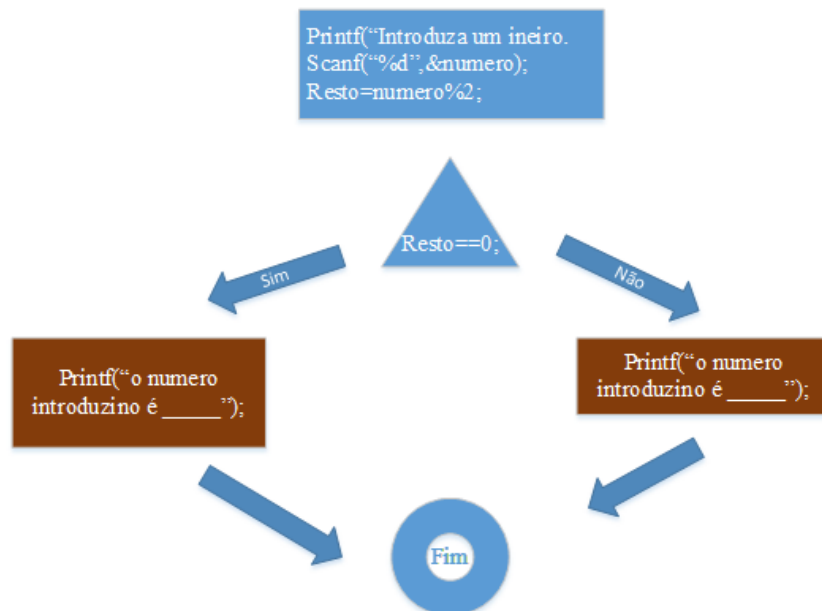 Printf(“Introduza um ineiro.
Scanf(“%d”,&numero);
Resto=numero%2;
Resto==0;
Sim
Não
Printf(“o numero
introduzino é _____”);
Printf(“o numero
introduzino é _____”);
Fim